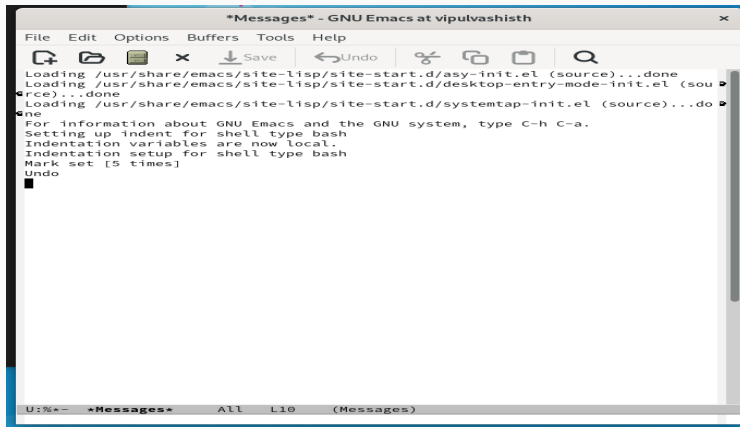 *Messages* - GNU Emacs at vipulvashisth
File Edit Options Buffers Tools Help
Save Undo
Loading /usr/share/emacs/site-lisp/site-start.d/asy-init.el (source)...done
Loading /usr/share/emacs/site-lisp/site-start.d/desktop-entry-mode-init.el (sou
rce)...done
Loading /usr/share/emacs/site-lisp/site-start.d/systemtap-init.el (source)...do
ne
For information about GNU Emacs and the GNU system, type C-h C-a.
Setting up indent for shell type bash
Indentation variables are now local.
Indentation setup for shell type bash
Mark set [5 times]
Undo
U:%*- *Messages* All L10 (Messages)